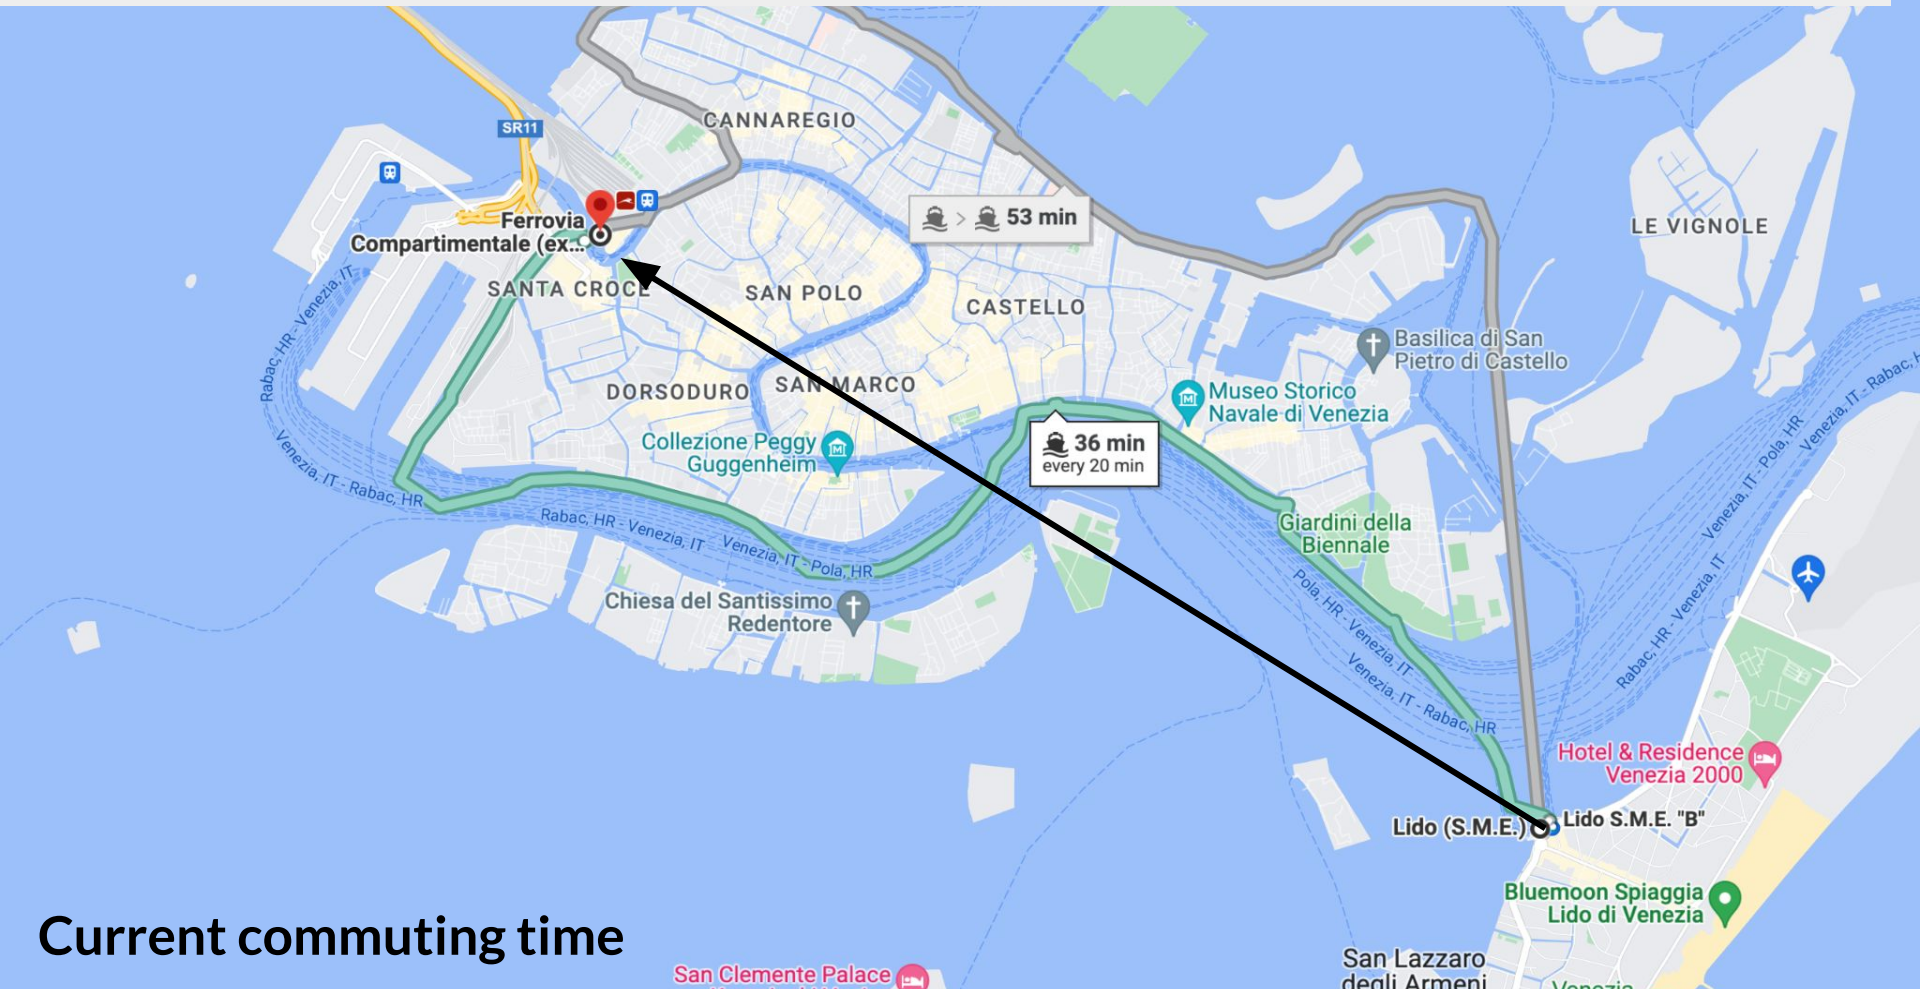 CANNAREGIO
SR11
53 min
Ferrovia
Compartimentale (ex...
LE VIGNOLE
SANTA CROCE
SAN POLO
CASTELLO
Rabac, HR - Venezia, IT
Basilica di San
Pietro di Castello
DORSODURO
SAN MARCO
Museo Storico
Navale di Venezia
Collezione Peggy
Guggenheim
36 min
every 20 min
Venezia, IT - Rabac, HR
Venezia, IT - Rabac, H
Venezia, IT - Pola, HR
Rabac, HR - Venezia, IT
Venezia, IT - Pola, HR
Giardini della
Biennale
Pola, HR - Venezia, IT
Venezia, IT - Rabac, HR
Rabac, HR - Venezia, IT
Chiesa del Santissimo
Redentore
Hotel & Residence
Venezia 2000
Lido (S.M.E.)
Lido S.M.E. "B"
Bluemoon Spiaggia
Lido di Venezia
Current commuting time
San Clemente Palace
San Lazzaro
degli Armeni
Venezia